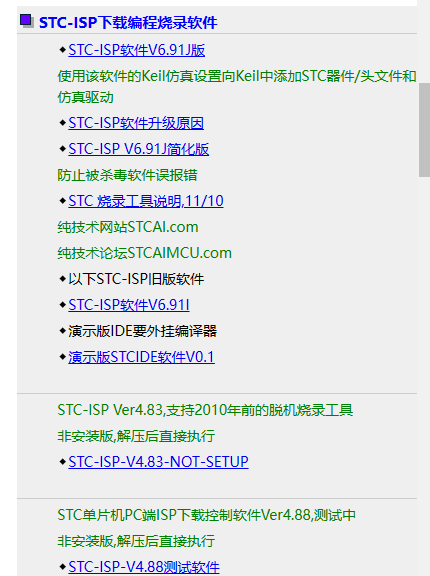 STC-ISP下载编程烧录软件
STC-ISP软件V6.91J版
使用该软件的Keil仿真设置向Keil中添加STC器件/头文件和
仿真驱动
STC-ISP软件升级原因
STC-ISP V6.91J简化版
防止被杀毒软件误报错
STC 烧录工具说明,11/10
纯技术网站STCAI.com
纯技术论坛STCAIMCU.com
以下STC-ISP旧版软件
STC-ISP软件V6.91I
演示版IDE要外挂编译器
演示版STCIDE软件V0.1
STC-ISP Ver4.83,支持2010年前的脱机烧录工具
非安装版,解压后直接执行
STC-ISP-V4.83-NOT-SETUP
STC单片机PC端ISP下载控制软件Ver4.88,测试中
非安装版,解压后直接执行
STC-ISP-V4.88测试软件